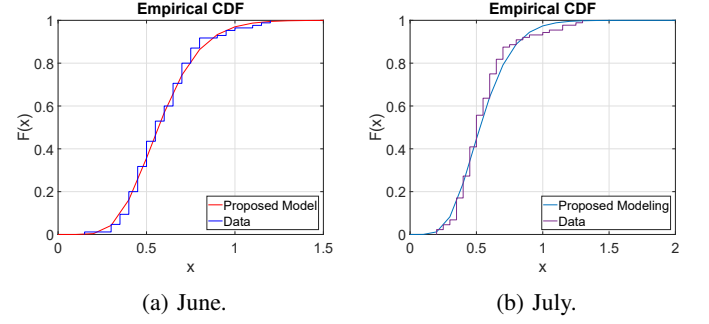 Empirical CDF
1
0.8
0.6
0.4
0.2
0
F(x)
0 0.5 1 1.5
x
Proposed Model
Data
(a) June.
Empirical CDF
1
0.8
0.6
0.4
0.2
0
F(x)
0 0.5 1 1.5 2
x
Proposed Modeling
Data
(b) July.